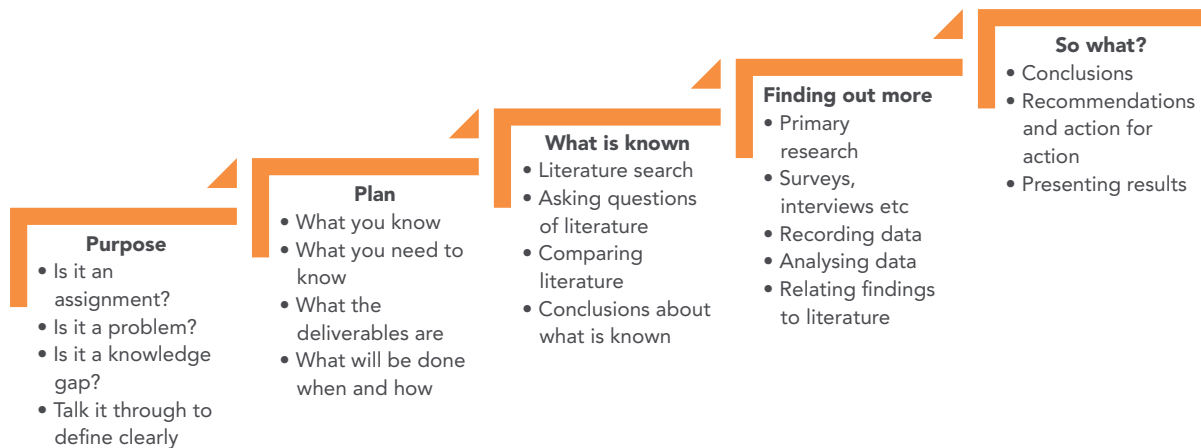 Purpose
• Is it an
assignment?
• Is it a problem?
• Is it a knowledge
gap?
• Talk it through to
define clearly
Plan
• What you know
• What you need to
know
• What the
deliverables are
• What will be done
when and how
What is known
• Literature search
• Asking questions
of literature
• Comparing
literature
• Conclusions about
what is known
Finding out more
• Primary
research
• Surveys,
interviews etc
• Recording data
• Analysing data
• Relating findings
to literature
So what?
• Conclusions
• Recommendations
and action for
action
• Presenting results